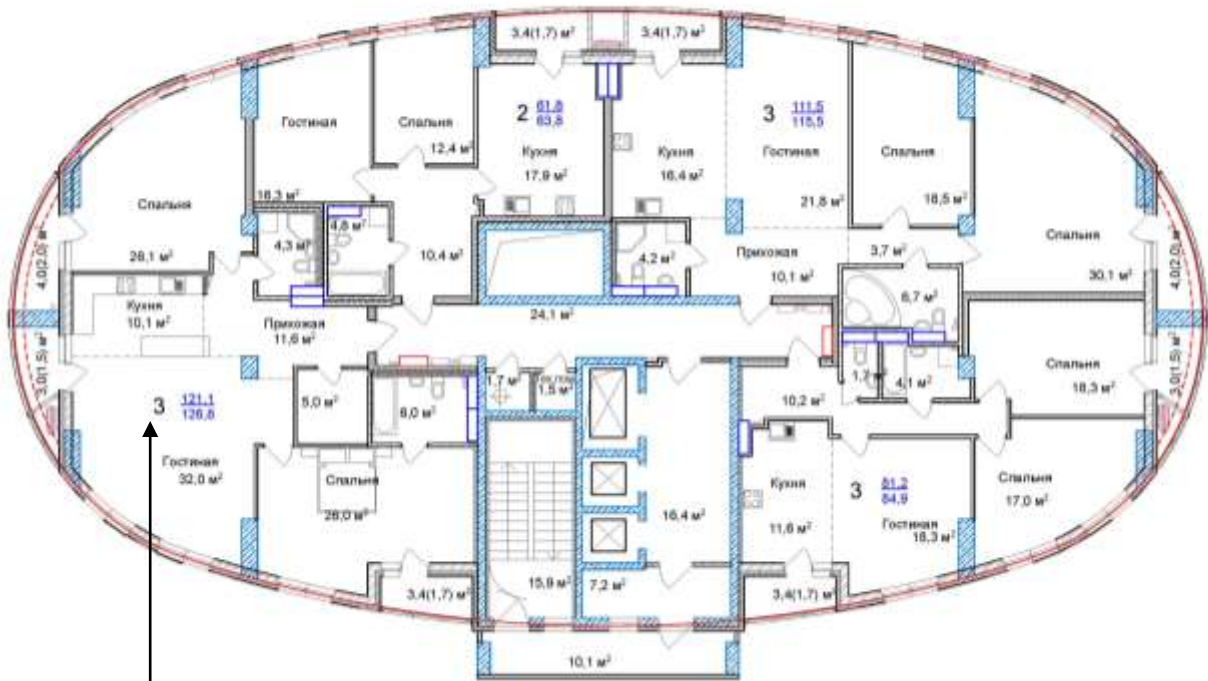 3,4(1,7) м²
3,4(1,7) м²
Гостиная
16,3 м²
Спальня
12,4 м²
2 61,8
63,8
Кухня
17,9 м²
Кухня
16,4 м²
3 111,5
115,5
Гостиная
21,8 м²
Спальня
18,5 м²
Спальня
28,1 м²
4,0(2,0) м²
4,3 м²
4,8 м²
10,4 м²
4,2 м²
Прихожая
10,1 м²
3,7 м²
Спальня
30,1 м²
4,0(2,0) м²
Кухня
10,1 м²
Прихожая
11,6 м²
24,1 м²
6,7 м²
3,0(1,5) м²
1,7 м²
1,5 м²
1,7 м²
4,1 м²
Спальня
18,3 м²
3,0(1,5) м²
3 121,1
126,8
5,0 м²
6,0 м²
10,2 м²
Гостиная
32,0 м²
Спальня
26,0 м²
16,4 м²
Кухня
11,6 м²
3 81,2
84,9
Гостиная
18,3 м²
Спальня
17,0 м²
3,4(1,7) м²
15,9 м²
7,2 м²
3,4(1,7) м²
10,1 м²